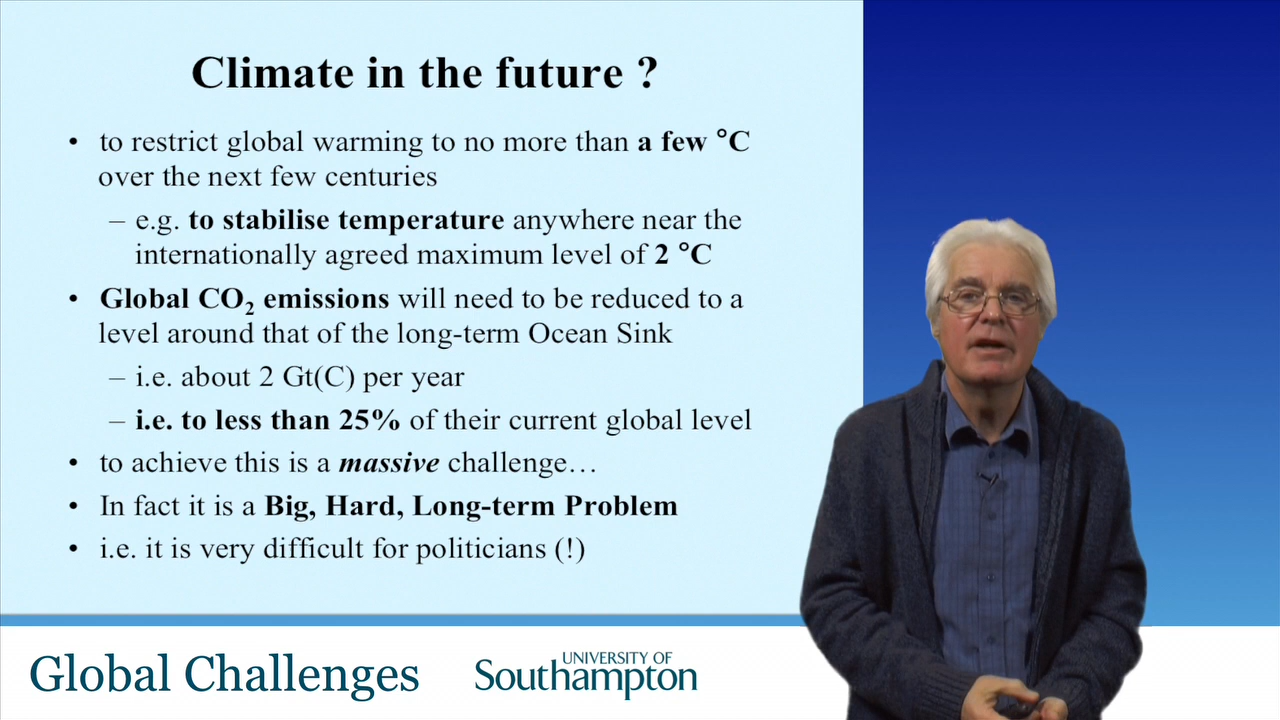 Climate in the future ?
• to restrict global warming to no more than a few °C
over the next few centuries
– e.g. to stabilise temperature anywhere near the
internationally agreed maximum level of 2 °C
• Global CO₂ emissions will need to be reduced to a
level around that of the long-term Ocean Sink
– i.e. about 2 Gt(C) per year
– i.e. to less than 25% of their current global level
• to achieve this is a massive challenge…
• In fact it is a Big, Hard, Long-term Problem
• i.e. it is very difficult for politicians (!)
Global Challenges
UNIVERSITY OF
Southampton